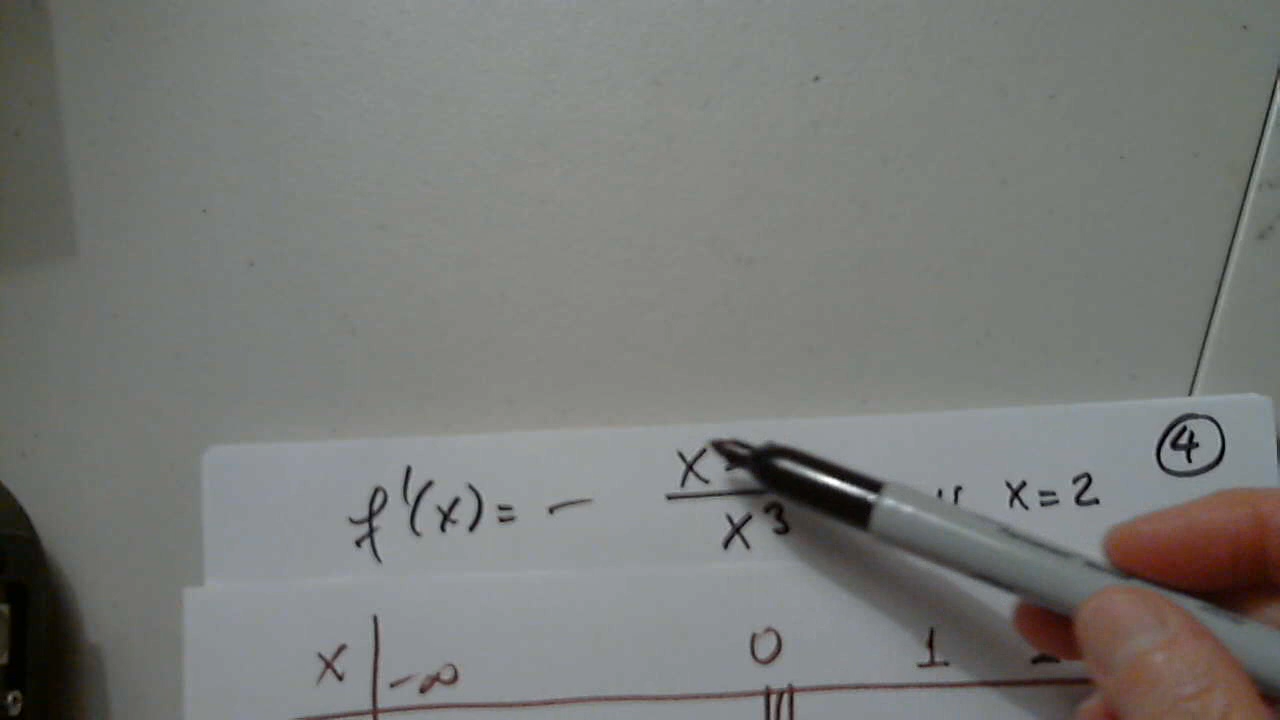 ④
f'(x) = - x / x³ x = 2
x -∞ 0 1